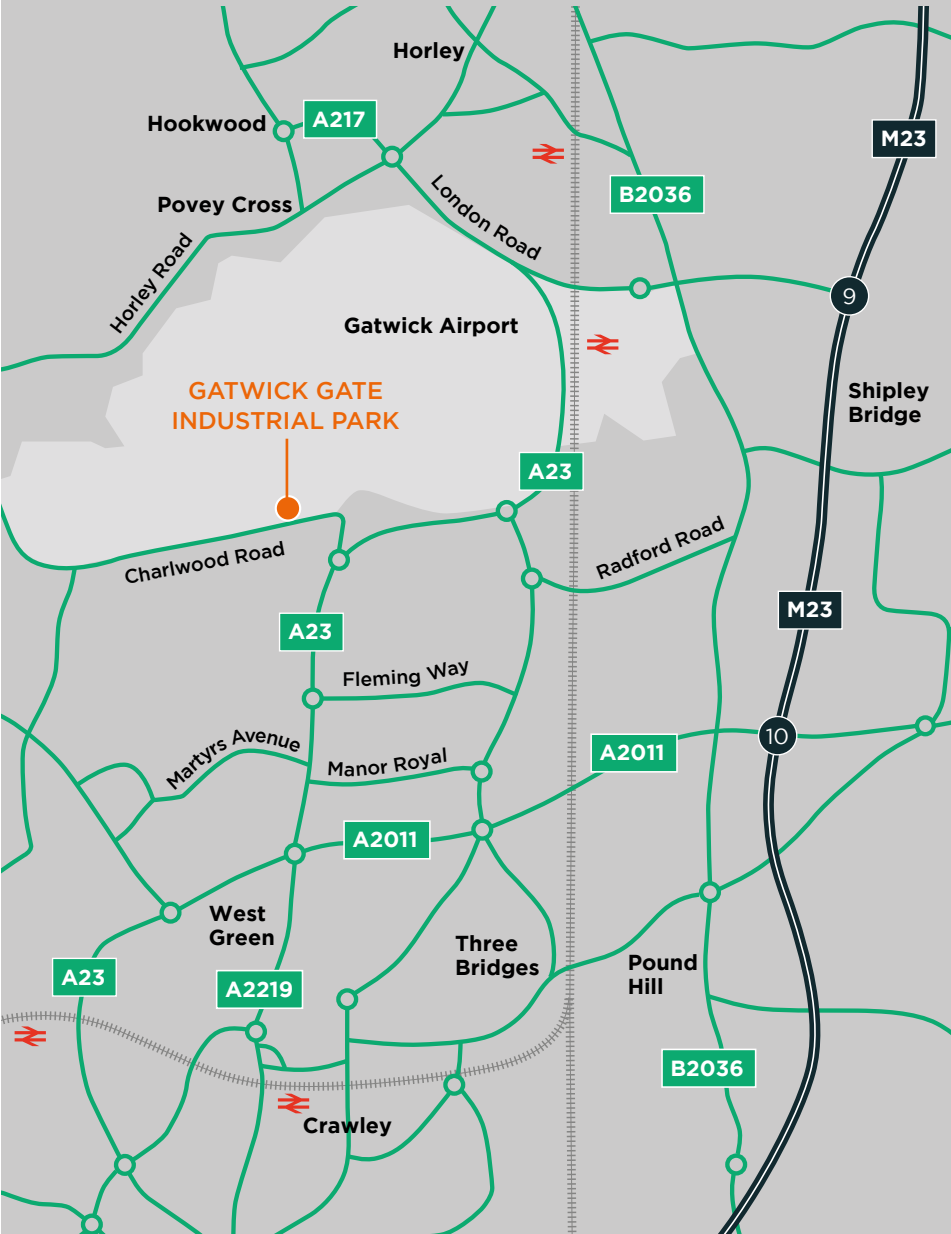 Horley
Hookwood
A217
M23
Povey Cross
London Road
B2036
Horley Road
9
Gatwick Airport
GATWICK GATE
INDUSTRIAL PARK
Shipley
Bridge
A23
Charlwood Road
Radford Road
A23
M23
Fleming Way
Martyrs Avenue
Manor Royal
10
A2011
A2011
West
Green
Three
Bridges
Pound
Hill
A23
A2219
B2036
Crawley